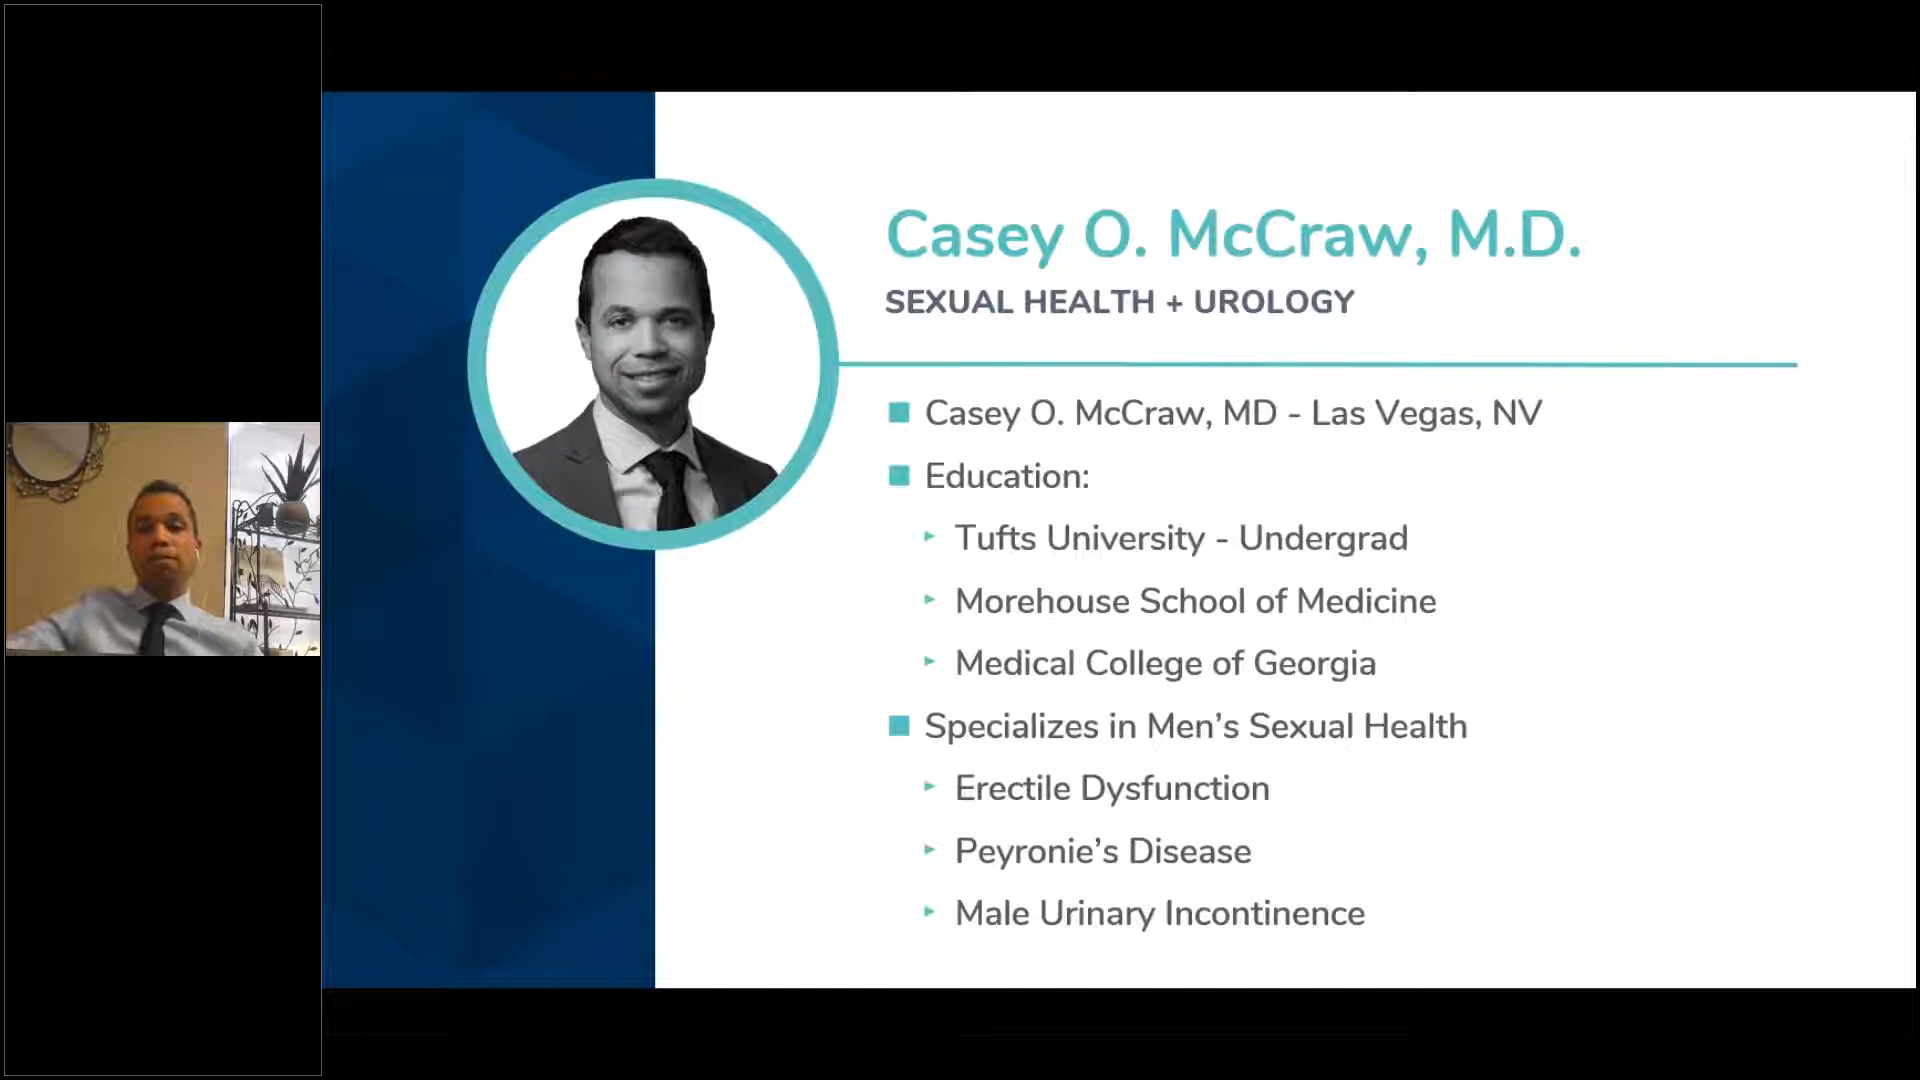 Casey O. McCraw, M.D.
SEXUAL HEALTH + UROLOGY
Casey O. McCraw, MD - Las Vegas, NV
Education:
Tufts University - Undergrad
Morehouse School of Medicine
Medical College of Georgia
Specializes in Men’s Sexual Health
Erectile Dysfunction
Peyronie’s Disease
Male Urinary Incontinence